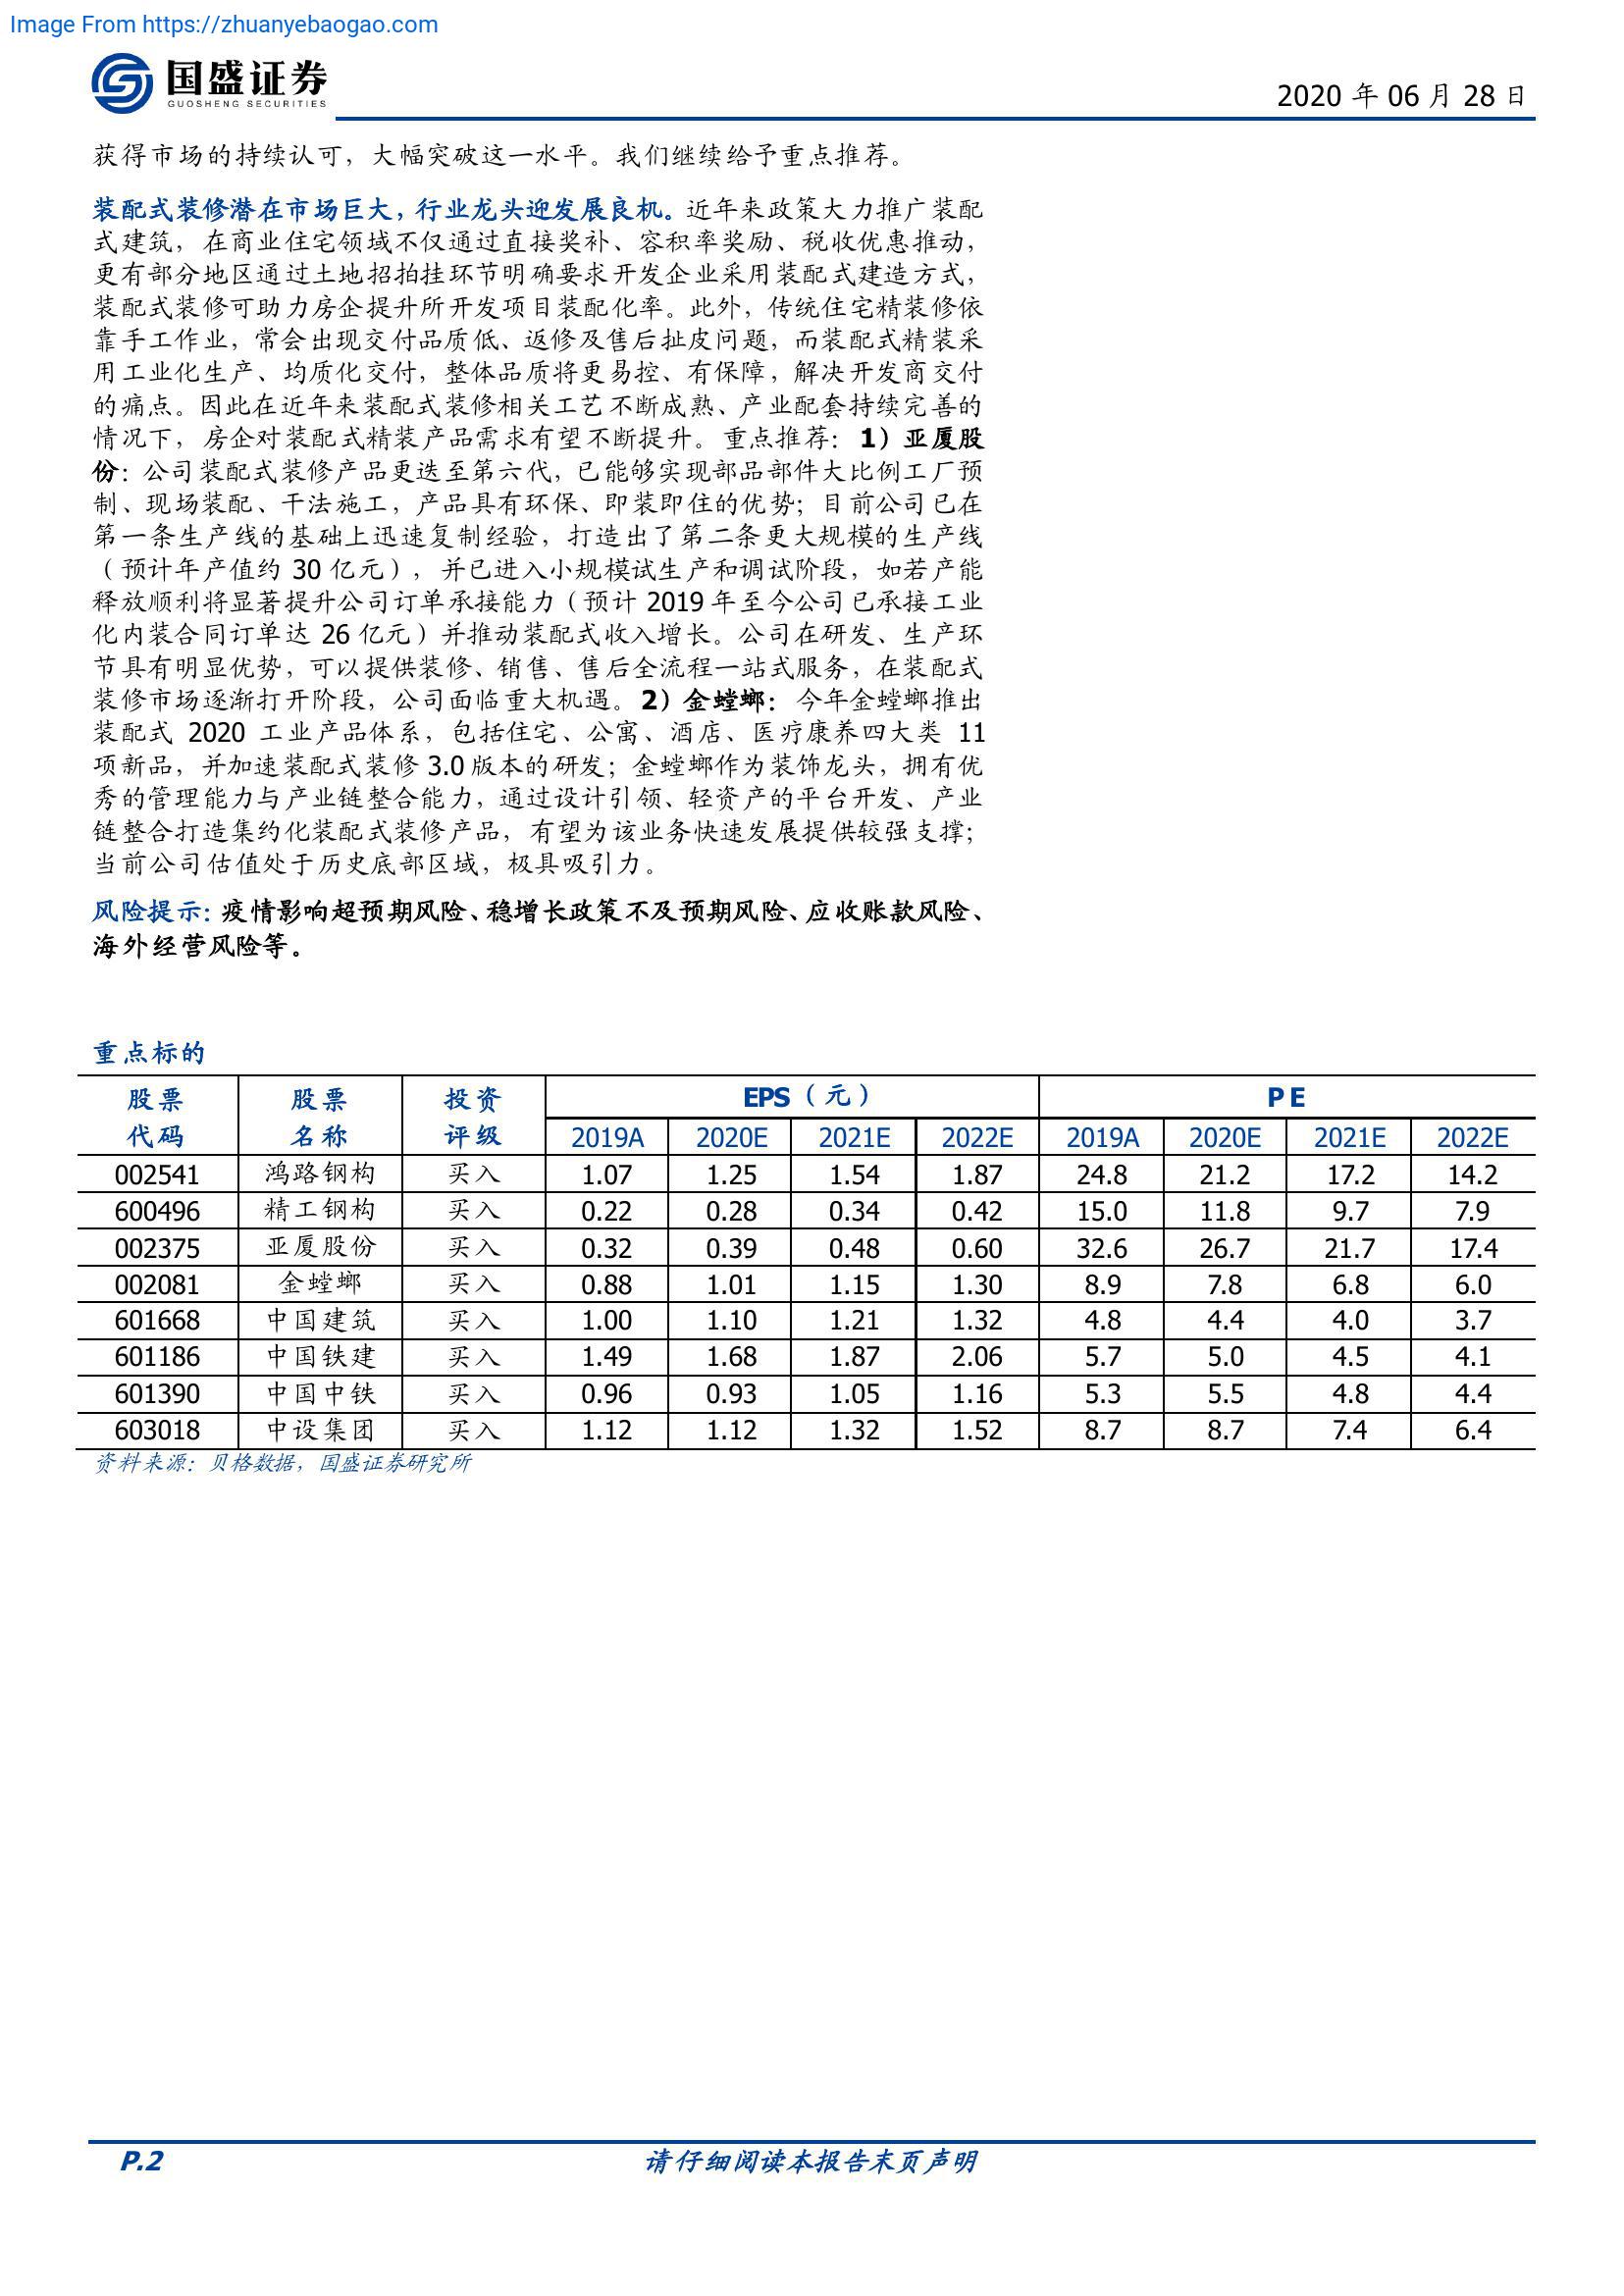 Image From https://zhuanyebaogao.com
国盛证券
GUOSHENG SECURITIES
2020 年 06 月 28 日
获得市场的持续认可，大幅突破这一水平。我们继续给予重点推荐。
装配式装修潜在市场巨大，行业龙头迎发展良机。近年来政策大力推广装配
式建筑，在商业住宅领域不仅通过直接奖补、容积率奖励、税收优惠推动，
更有部分地区通过土地招拍挂环节明确要求开发企业采用装配式建造方式，
装配式装修可助力房企提升所开发项目装配化率。此外，传统住宅精装修依
靠手工作业，常会出现交付品质低、返修及售后扯皮问题，而装配式精装采
用工业化生产、均质化交付，整体品质将更易控、有保障，解决开发商交付
的痛点。因此在近年来装配式装修相关工艺不断成熟、产业配套持续完善的
情况下，房企对装配式精装产品需求有望不断提升。重点推荐：1）亚厦股
份：公司装配式装修产品更迭至第六代，已能够实现部品部件大比例工厂预
制、现场装配、干法施工，产品具有环保、即装即住的优势；目前公司已在
第一条生产线的基础上迅速复制经验，打造出了第二条更大规模的生产线
（预计年产值约 30 亿元），并已进入小规模试生产和调试阶段，如若产能
释放顺利将显著提升公司订单承接能力（预计 2019 年至今公司已承接工业
化内装合同订单达 26 亿元）并推动装配式收入增长。公司在研发、生产环
节具有明显优势，可以提供装修、销售、售后全流程一站式服务，在装配式
装修市场逐渐打开阶段，公司面临重大机遇。2）金螳螂：今年金螳螂推出
装配式 2020 工业产品体系，包括住宅、公寓、酒店、医疗康养四大类 11
项新品，并加速装配式装修 3.0 版本的研发；金螳螂作为装饰龙头，拥有优
秀的管理能力与产业链整合能力，通过设计引领、轻资产的平台开发、产业
链整合打造集约化装配式装修产品，有望为该业务快速发展提供较强支撑；
当前公司估值处于历史底部区域，极具吸引力。
风险提示：疫情影响超预期风险、稳增长政策不及预期风险、应收账款风险、
海外经营风险等。
重点标的
股票 股票 投资 EPS（元） P E
代码 名称 评级 2019A 2020E 2021E 2022E 2019A 2020E 2021E 2022E
002541 鸿路钢构 买入 1.07 1.25 1.54 1.87 24.8 21.2 17.2 14.2
600496 精工钢构 买入 0.22 0.28 0.34 0.42 15.0 11.8 9.7 7.9
002375 亚厦股份 买入 0.32 0.39 0.48 0.60 32.6 26.7 21.7 17.4
002081 金螳螂 买入 0.88 1.01 1.15 1.30 8.9 7.8 6.8 6.0
601668 中国建筑 买入 1.00 1.10 1.21 1.32 4.8 4.4 4.0 3.7
601186 中国铁建 买入 1.49 1.68 1.87 2.06 5.7 5.0 4.5 4.1
601390 中国中铁 买入 0.96 0.93 1.05 1.16 5.3 5.5 4.8 4.4
603018 中设集团 买入 1.12 1.12 1.32 1.52 8.7 8.7 7.4 6.4
资料来源：贝格数据，国盛证券研究所
P.2 请仔细阅读本报告末页声明